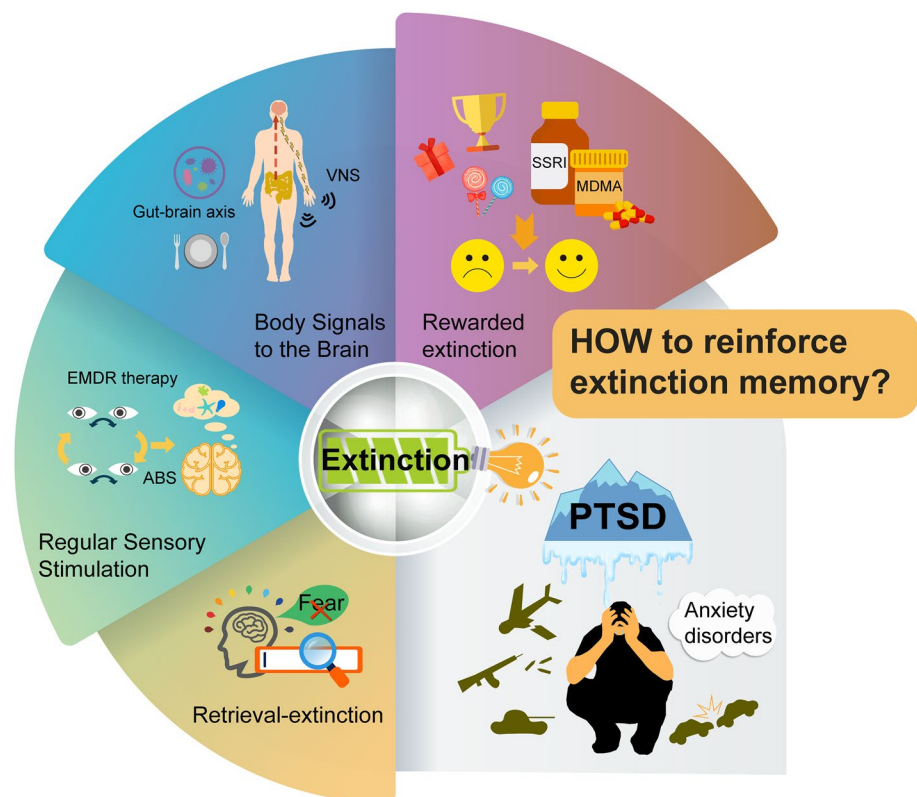 SSRI
MDMA
VNS
Gut-brain axis
Body Signals
to the Brain
Rewarded
extinction
HOW to reinforce
extinction memory?
EMDR therapy
ABS
Regular Sensory
Stimulation
Extinction
PTSD
Anxiety
disorders
Fear
Retrieval-extinction